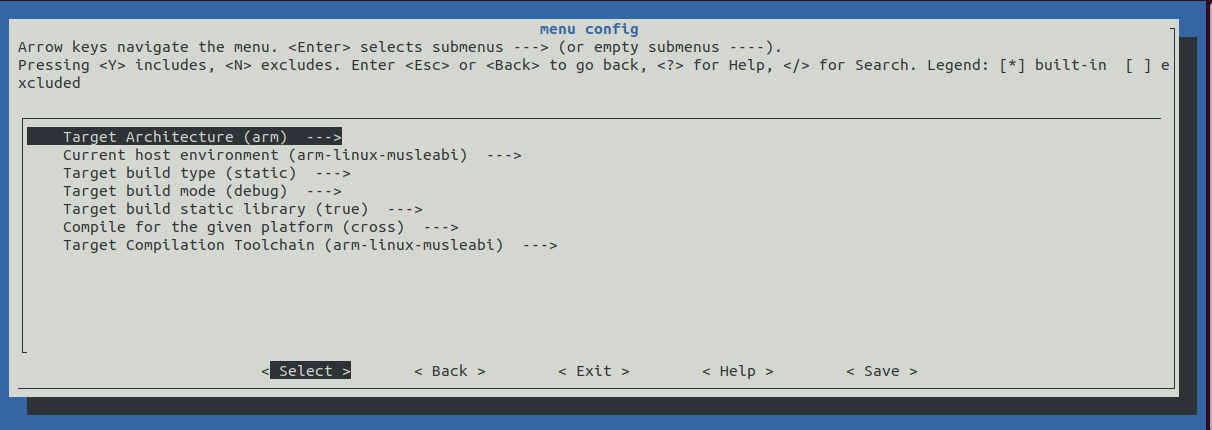 menu config
Arrow keys navigate the menu. <Enter> selects submenus ---> (or empty submenus ----).
Pressing <Y> includes, <N> excludes. Enter <Esc> or <Back> to go back, <?> for Help, </> for Search. Legend: [*] built-in  [ ] e
xcluded
Target Architecture (arm)  --->
Current host environment (arm-linux-musleabi)  --->
Target build type (static)  --->
Target build mode (debug)  --->
Target build static library (true)  --->
Compile for the given platform (cross)  --->
Target Compilation Toolchain (arm-linux-musleabi)  --->
< Select >  < Back >  < Exit >  < Help >  < Save >